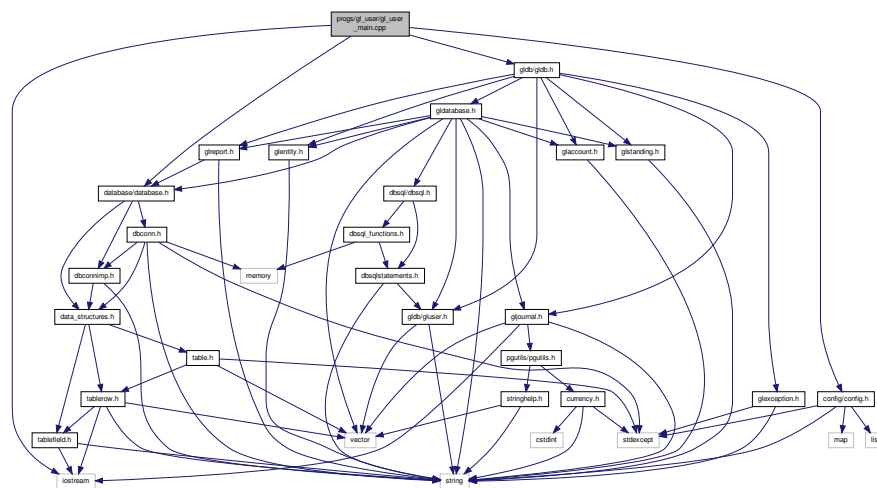 progs/gl_user/gl_user
_main.cpp
gldb/gldb.h
gldatabase.h
glreport.h
glentity.h
glaccount.h
glstanding.h
database/database.h
dbsql/dbsql.h
dbconn.h
dbsql_functions.h
dbconnimp.h
memory
dbsqlstatements.h
data_structures.h
gldb/gluser.h
gljournal.h
table.h
pgutils/pgutils.h
tablerow.h
stringhelp.h
currency.h
glexception.h
config/config.h
tablefield.h
vector
cstdint
stdexcept
map
iostream
string